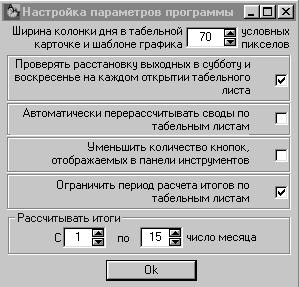 Настройка параметров программы
Ширина колонки дня в табельной карточке и шаблоне графика 70 условных пикселов
Проверять расстановку выходных в субботу и
воскресенье на каждом открытии табельного
листа
Автоматически перерассчитывать своды по
табельным листам
Уменьшить количество кнопок,
отображаемых в панели инструментов
Ограничить период расчета итогов по
табельным листам
Рассчитывать итоги
С 1 по 15 число месяца
Ok